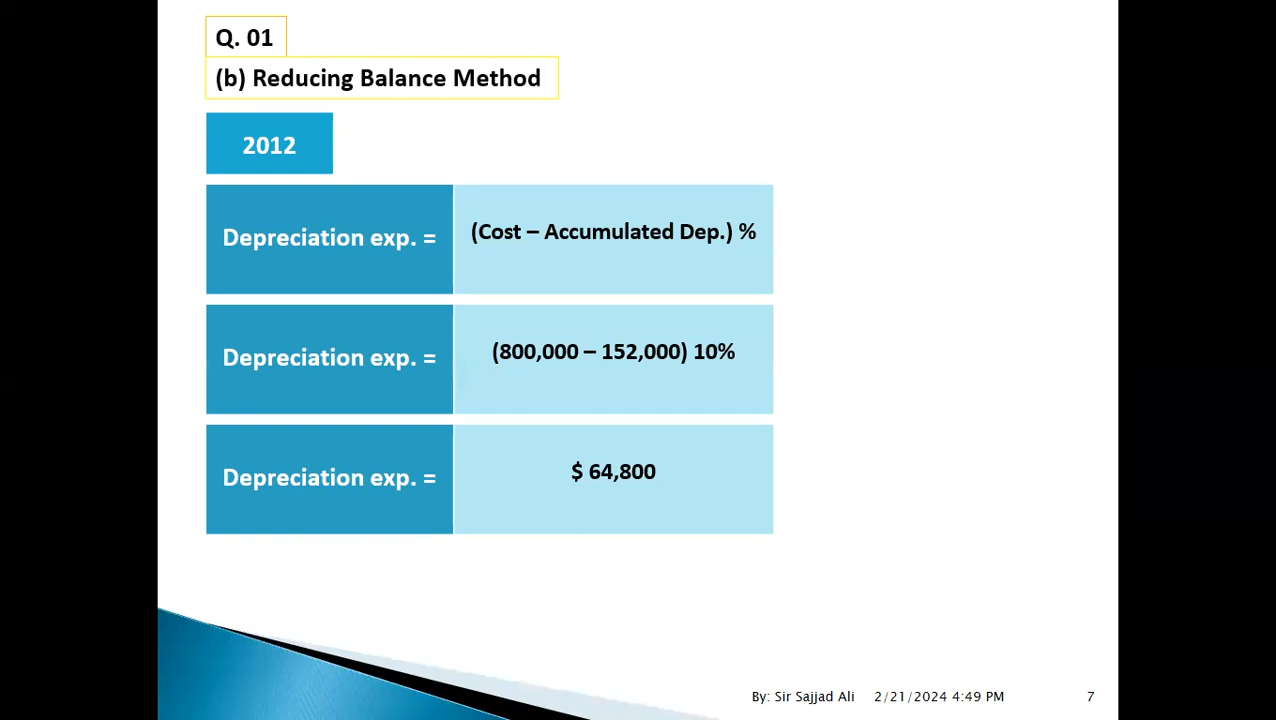 Q. 01
(b) Reducing Balance Method
2012
Depreciation exp. = (Cost – Accumulated Dep.) %
Depreciation exp. = (800,000 – 152,000) 10%
Depreciation exp. = $ 64,800
By: Sir Sajjad Ali 2/21/2024 4:49 PM 7